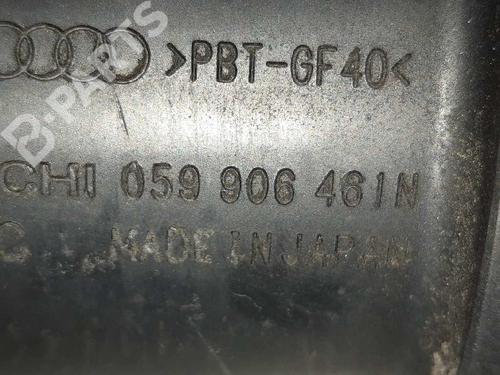 >PBT-GF40<
CHI 059 906 461N
MADE IN JAPAN
B-PARTS